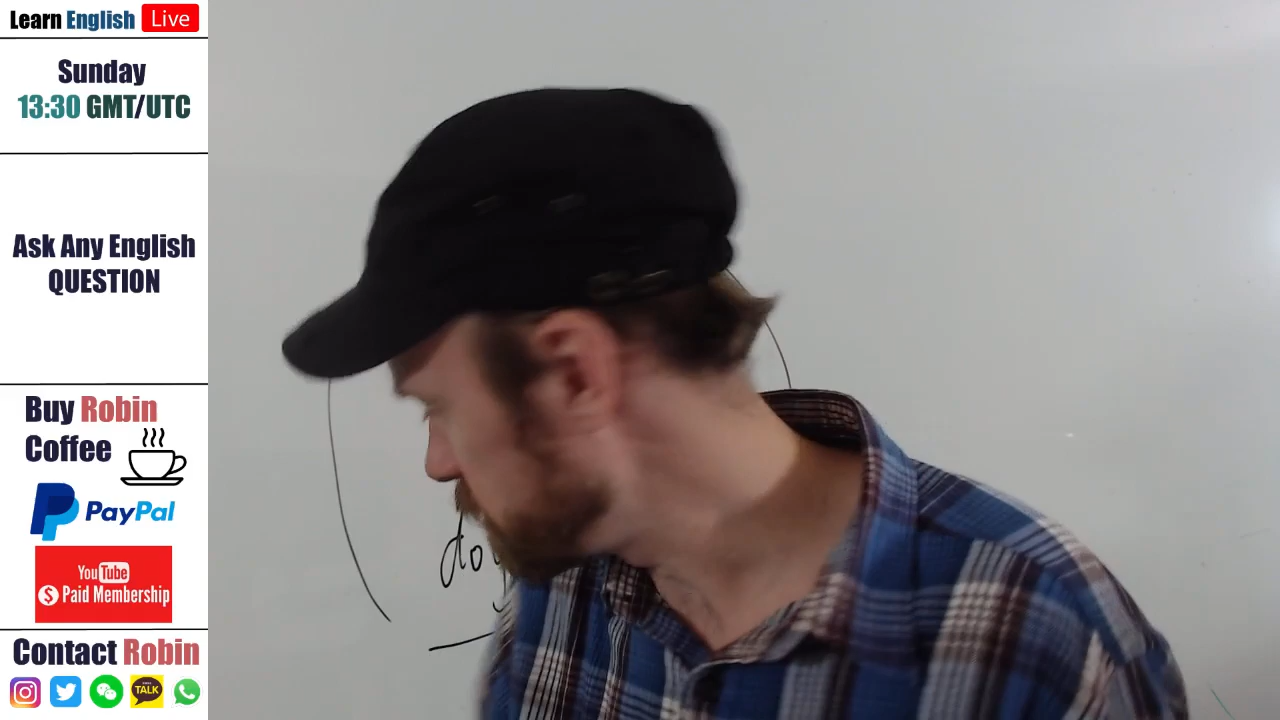 Learn English Live
Sunday
13:30 GMT/UTC
Ask Any English
QUESTION
Buy Robin
Coffee
PayPal
YouTube
$ Paid Membership
Contact Robin
TALK